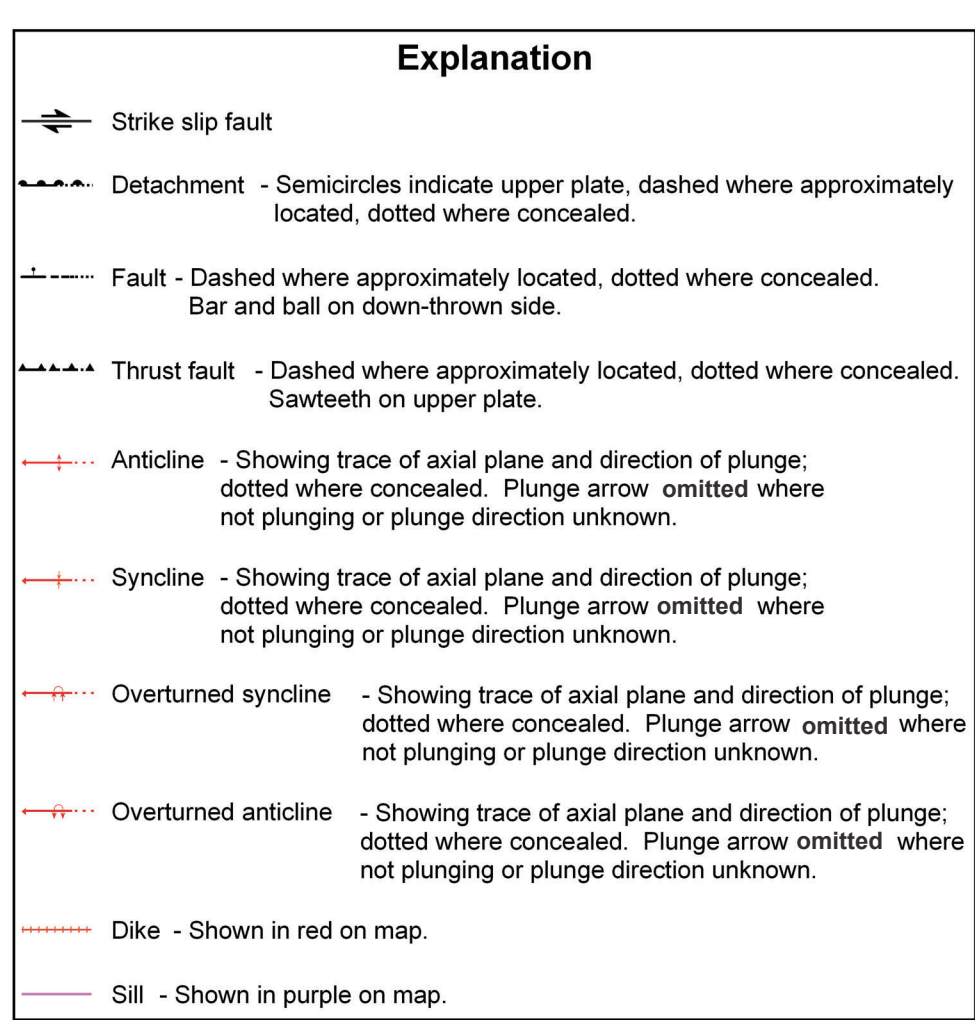 Explanation
Strike slip fault
Detachment - Semicircles indicate upper plate, dashed where approximately
located, dotted where concealed.
Fault - Dashed where approximately located, dotted where concealed.
Bar and ball on down-thrown side.
Thrust fault - Dashed where approximately located, dotted where concealed.
Sawteeth on upper plate.
Anticline - Showing trace of axial plane and direction of plunge;
dotted where concealed. Plunge arrow omitted where
not plunging or plunge direction unknown.
Syncline - Showing trace of axial plane and direction of plunge;
dotted where concealed. Plunge arrow omitted where
not plunging or plunge direction unknown.
Overturned syncline - Showing trace of axial plane and direction of plunge;
dotted where concealed. Plunge arrow omitted where
not plunging or plunge direction unknown.
Overturned anticline - Showing trace of axial plane and direction of plunge;
dotted where concealed. Plunge arrow omitted where
not plunging or plunge direction unknown.
Dike - Shown in red on map.
Sill - Shown in purple on map.